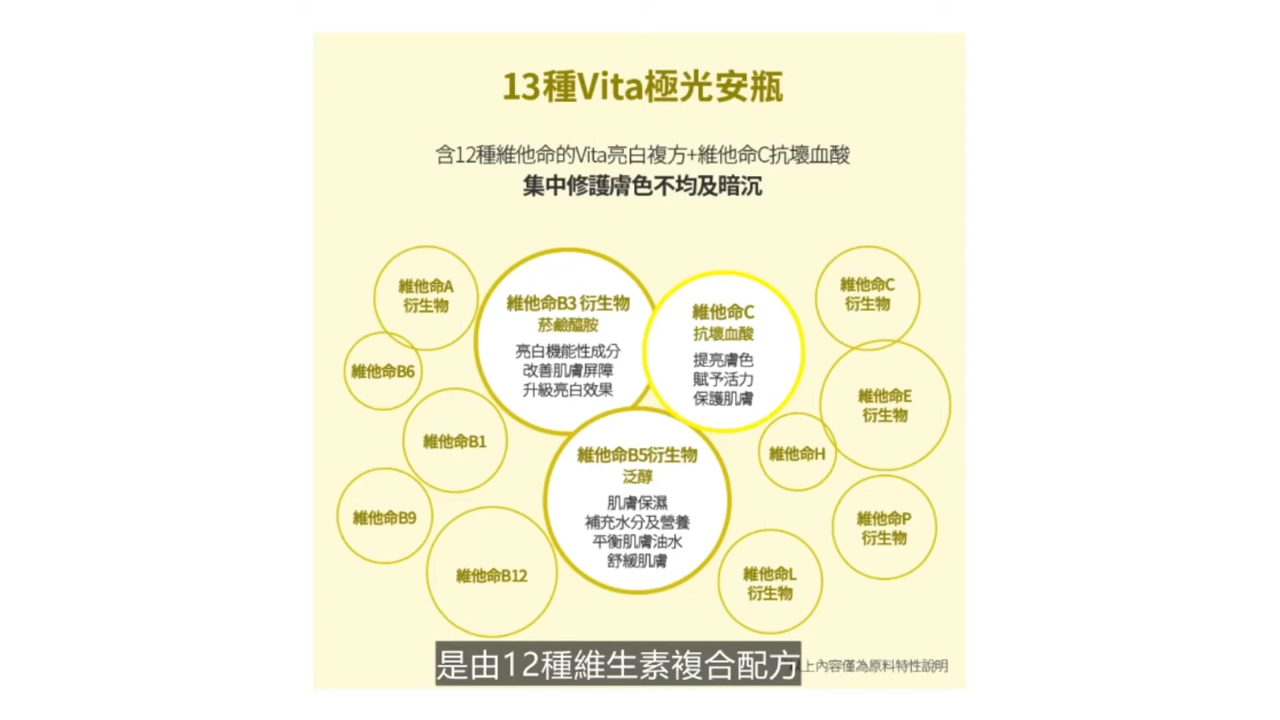 13種Vita極光安瓶
含12種維他命的Vita亮白複方+維他命C抗壞血酸
集中修護膚色不均及暗沉
維他命A
衍生物
維他命B6
維他命B1
維他命B9
維他命B12
維他命B3 衍生物
菸鹼醯胺
亮白機能性成分
改善肌膚屏障
升級亮白效果
維他命C
抗壞血酸
提亮膚色
賦予活力
保護肌膚
維他命B5衍生物
泛醇
肌膚保濕
補充水分及營養
平衡肌膚油水
舒緩肌膚
維他命C
衍生物
維他命E
衍生物
維他命H
維他命P
衍生物
維他命L
衍生物
是由12種維生素複合配方
上內容僅為原料特性說明